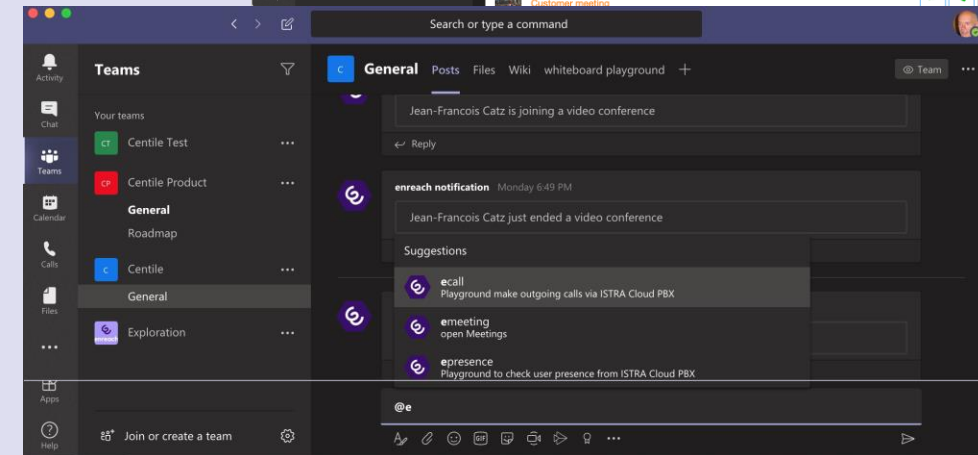 Customer meeting
Search or type a command
Activity
Chat
Teams
Calendar
Calls
Files
Apps
Help
Teams
Your teams
CT Centile Test
CP Centile Product
General
Roadmap
C Centile
General
enreach Exploration
Join or create a team
C General Posts Files Wiki whiteboard playground
Team
Jean-Francois Catz is joining a video conference
Reply
enreach notification Monday 6:49 PM
Jean-Francois Catz just ended a video conference
Suggestions
ecall
Playground make outgoing calls via ISTRA Cloud PBX
emeeting
open Meetings
epresence
Playground to check user presence from ISTRA Cloud PBX
@e
GIF